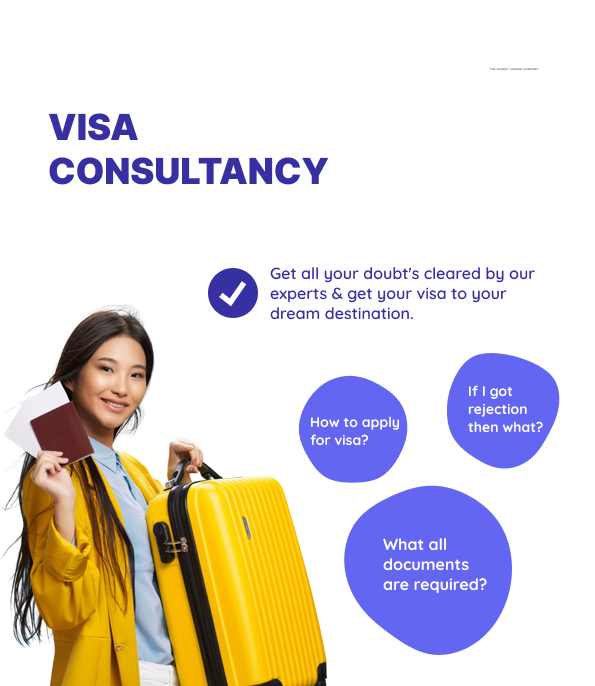 VISA
CONSULTANCY
Get all your doubt's cleared by our
experts & get your visa to your
dream destination.
If I got
rejection
then what?
How to apply
for visa?
What all
documents
are required?